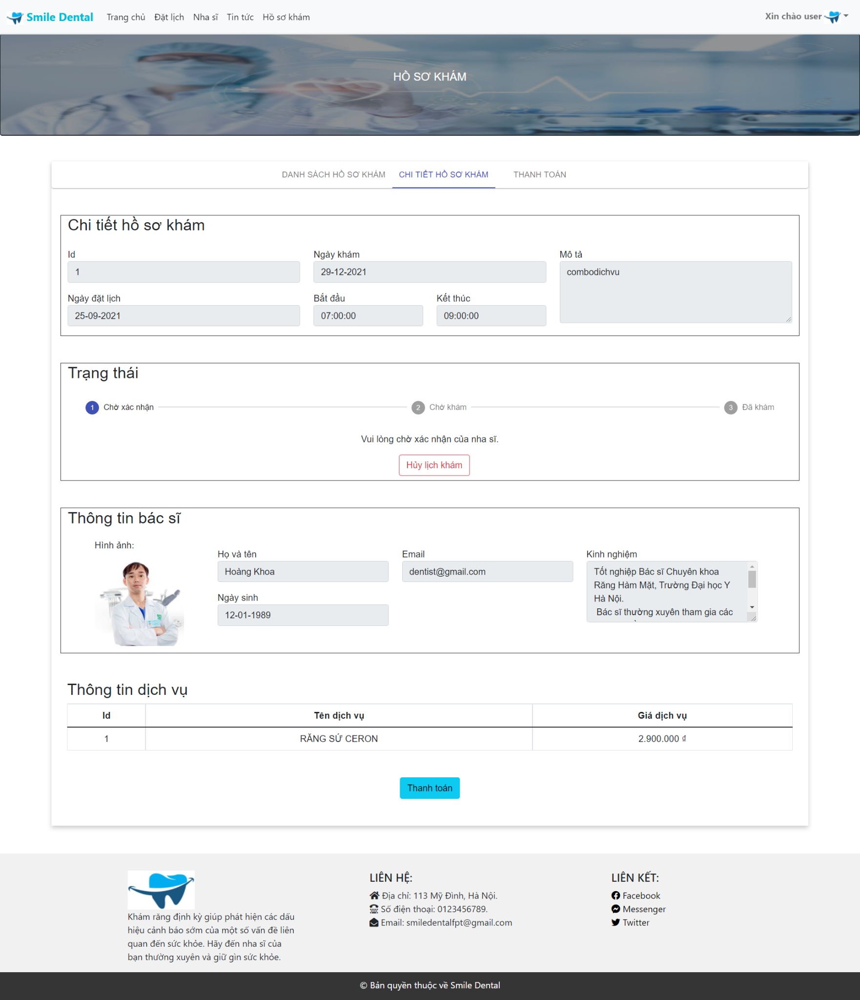 Smile Dental
Trang chủ
Đặt lịch
Nha sĩ
Tin tức
Hồ sơ khám
Xin chào user
HỒ SƠ KHÁM
DANH SÁCH HỒ SƠ KHÁM
CHI TIẾT HỒ SƠ KHÁM
THANH TOÁN
Chi tiết hồ sơ khám
Id
1
Ngày khám
29-12-2021
Mô tả
combodichvu
Ngày đặt lịch
25-09-2021
Bắt đầu
07:00:00
Kết thúc
09:00:00
Trạng thái
1 Chờ xác nhận
2 Chờ khám
3 Đã khám
Vui lòng chờ xác nhận của nha sĩ.
Hủy lịch khám
Thông tin bác sĩ
Hình ảnh:
Họ và tên
Hoàng Khoa
Email
dentist@gmail.com
Kinh nghiệm
Tốt nghiệp Bác sĩ Chuyên khoa
Răng Hàm Mặt, Trường Đại học Y
Hà Nội.
Bác sĩ thường xuyên tham gia các
Ngày sinh
12-01-1989
Thông tin dịch vụ
Id Tên dịch vụ Giá dịch vụ
1 RĂNG SỨ CERON 2.900.000 ₫
Thanh toán
Khám răng định kỳ giúp phát hiện các dấu
hiệu cảnh báo sớm của một số vấn đề liên
quan đến sức khỏe. Hãy đến nha sĩ của
bạn thường xuyên và giữ gìn sức khỏe.
LIÊN HỆ:
Địa chỉ: 113 Mỹ Đình, Hà Nội.
Số điện thoại: 0123456789.
Email: smiledentalfpt@gmail.com
LIÊN KẾT:
Facebook
Messenger
Twitter
© Bản quyền thuộc về Smile Dental